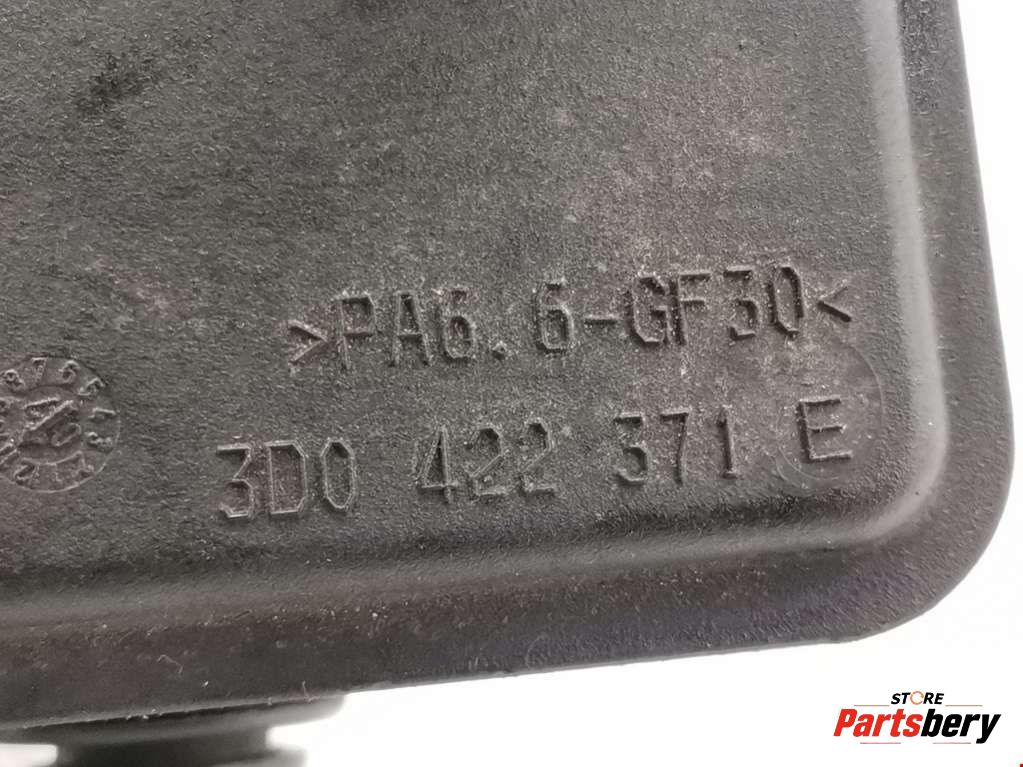 >PA6.6-GF30<
3D0 422 371 E
STORE
Partsbery